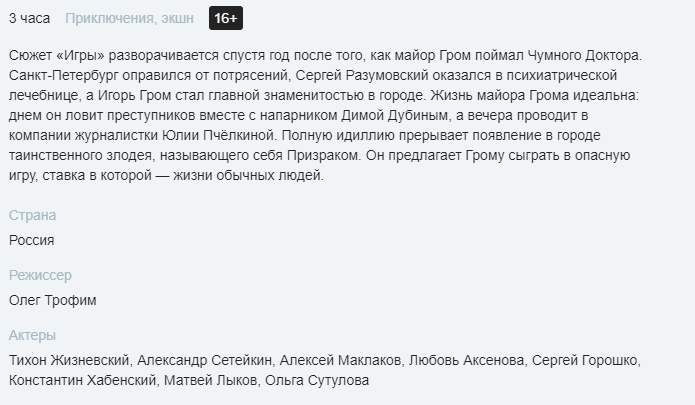 3 часа Приключения, экшн 16+
Сюжет «Игры» разворачивается спустя год после того, как майор Гром поймал Чумного Доктора.
Санкт-Петербург оправился от потрясений, Сергей Разумовский оказался в психиатрической
лечебнице, а Игорь Гром стал главной знаменитостью в городе. Жизнь майора Грома идеальна:
днем он ловит преступников вместе с напарником Димой Дубиным, а вечера проводит в
компании журналистки Юлии Пчёлкиной. Полную идиллию прерывает появление в городе
таинственного злодея, называющего себя Призраком. Он предлагает Грому сыграть в опасную
игру, ставка в которой — жизни обычных людей.
Страна
Россия
Режиссер
Олег Трофим
Актеры
Тихон Жизневский, Александр Сетейкин, Алексей Маклаков, Любовь Аксенова, Сергей Горошко,
Константин Хабенский, Матвей Лыков, Ольга Сутулова